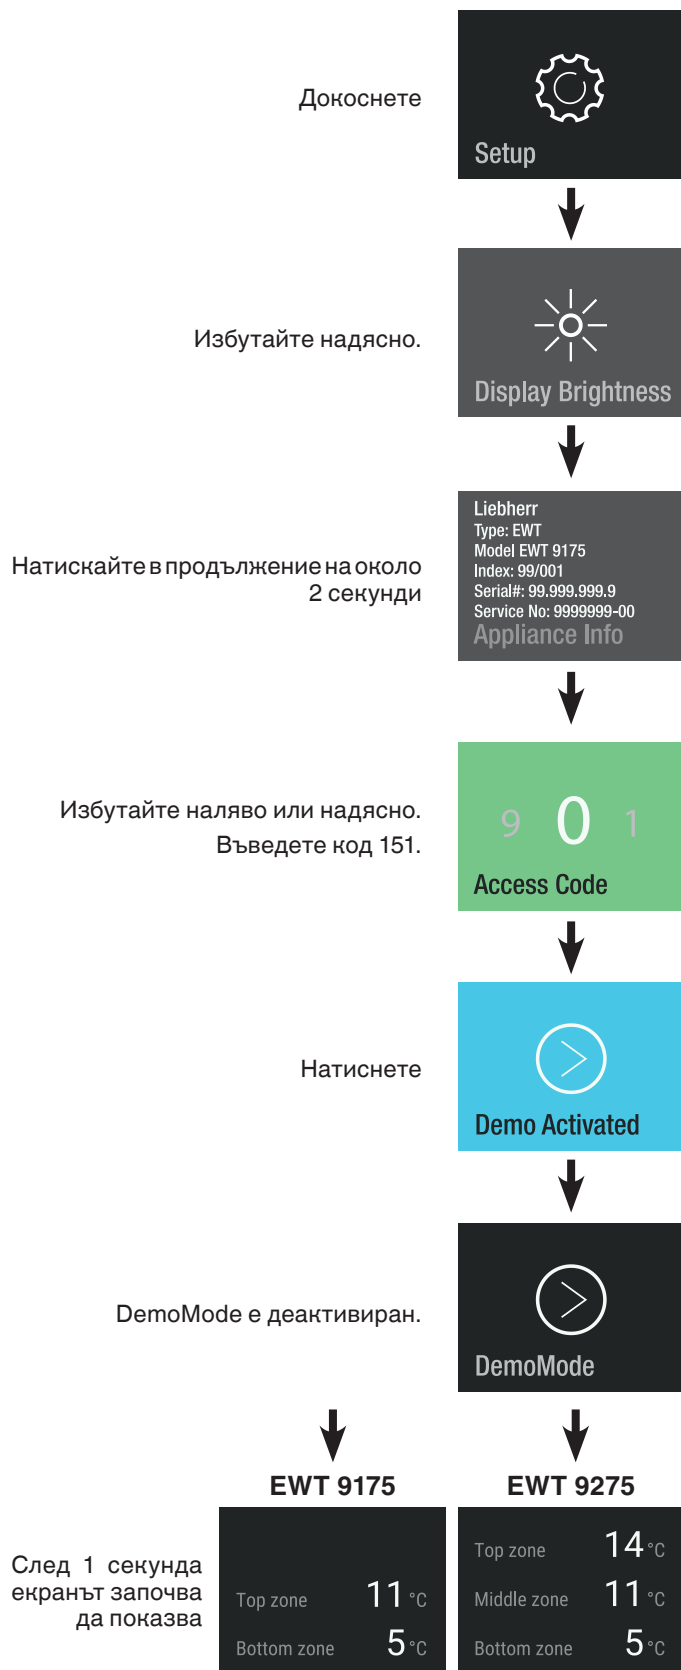 Докоснете
Setup
Избутайте надясно.
Display Brightness
Натискайте в продължение на около
2 секунди
Liebherr
Type: EWT
Model EWT 9175
Index: 99/001
Serial#: 99.999.999.9
Service No: 9999999-00
Appliance Info
Избутайте наляво или надясно.
Въведете код 151.
9 0 1
Access Code
Натиснете
Demo Activated
DemoMode е деактивиран.
DemoMode
EWT 9175
EWT 9275
След 1 секунда
екранът започва
да показва
Top zone 11 °C
Bottom zone 5 °C
Top zone 14 °C
Middle zone 11 °C
Bottom zone 5 °C